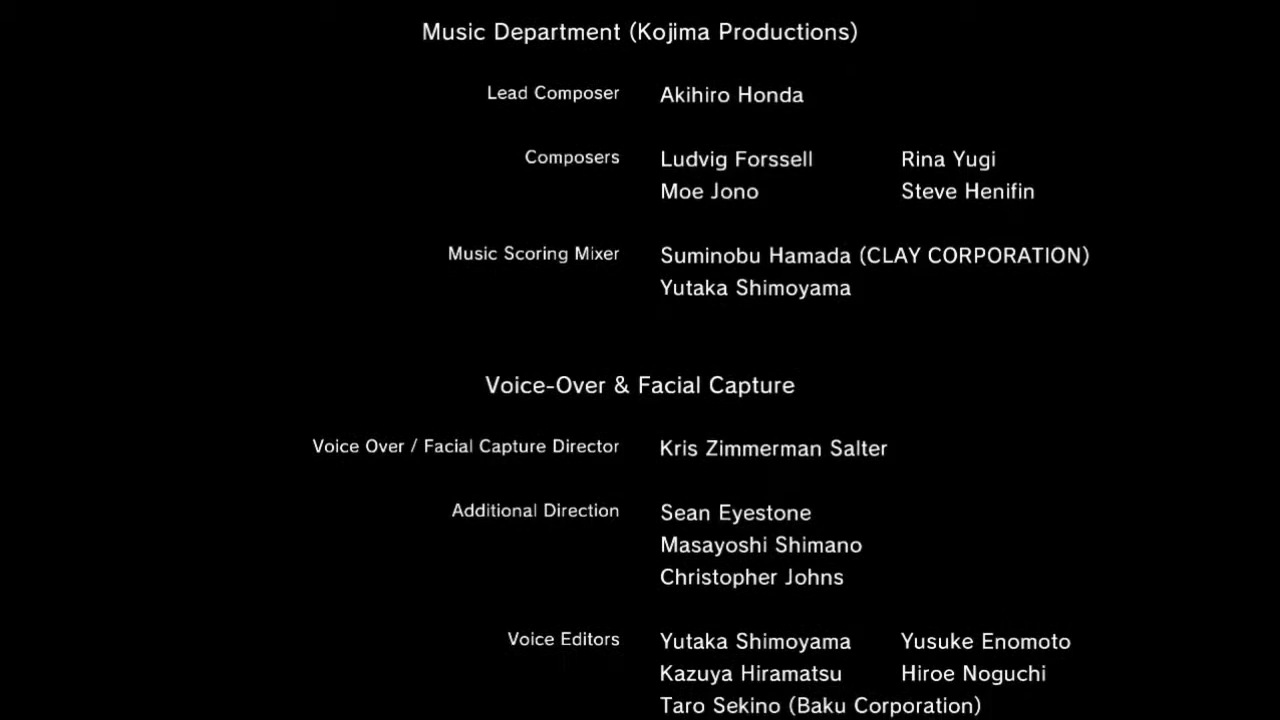 Music Department (Kojima Productions)
Lead Composer Akihiro Honda
Composers Ludvig Forssell Rina Yugi
Moe Jono Steve Henifin
Music Scoring Mixer Suminobu Hamada (CLAY CORPORATION)
Yutaka Shimoyama
Voice-Over & Facial Capture
Voice Over / Facial Capture Director Kris Zimmerman Salter
Additional Direction Sean Eyestone
Masayoshi Shimano
Christopher Johns
Voice Editors Yutaka Shimoyama Yusuke Enomoto
Kazuya Hiramatsu Hiroe Noguchi
Taro Sekino (Baku Corporation)